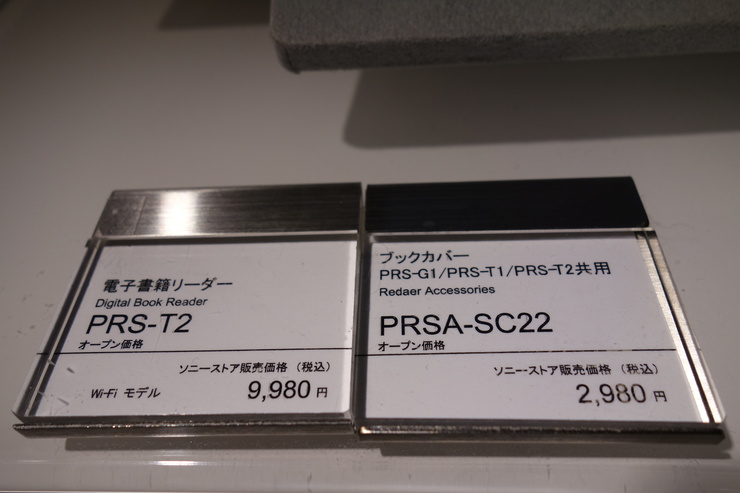 電子書籍リーダー
Digital Book Reader
PRS-T2
オープン価格
ソニーストア販売価格（税込）
Wi-Fi モデル 9,980 円
ブックカバー
PRS-G1/PRS-T1/PRS-T2共用
Redaer Accessories
PRSA-SC22
オープン価格
ソニーストア販売価格（税込）
2,980 円